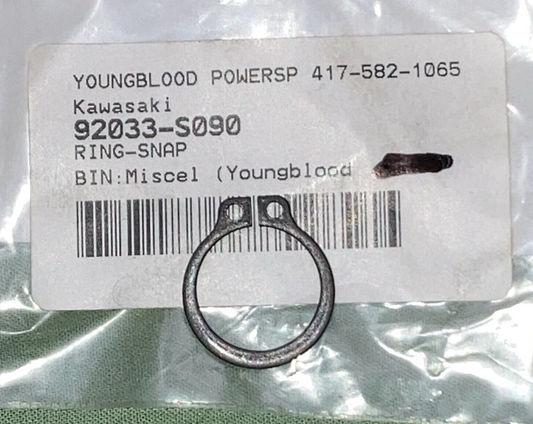 YOUNGBLOOD POWERSP 417-582-1065
Kawasaki
92033-S090
RING-SNAP
BIN:Miscel (Youngblood